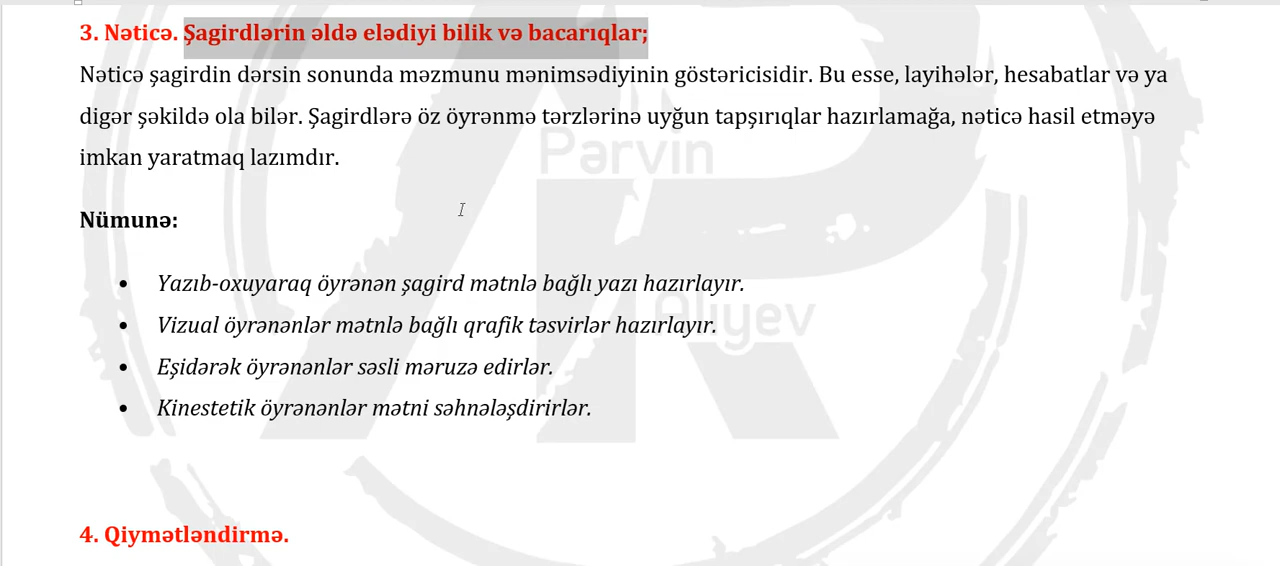 3. Nəticə. Şagirdlərin əldə elədiyi bilik və bacarıqlar;
Nəticə şagirdin dərsin sonunda məzmunu mənimsədiyinin göstəricisidir. Bu esse, layihələr, hesabatlar və ya
digər şəkildə ola bilər. Şagirdlərə öz öyrənmə tərzlərinə uyğun tapşırıqlar hazırlamağa, nəticə hasil etməyə
imkan yaratmaq lazımdır.
Parvin
Nümunə:
• Yazıb-oxuyaraq öyrənən şagird mətnlə bağlı yazı hazırlayır.
Aliyev
• Vizual öyrənənlər mətnlə bağlı qrafik təsvirlər hazırlayır.
• Eşidərək öyrənənlər səsli məruzə edirlər.
• Kinestetik öyrənənlər mətni səhnələşdirirlər.
4. Qiymətləndirmə.